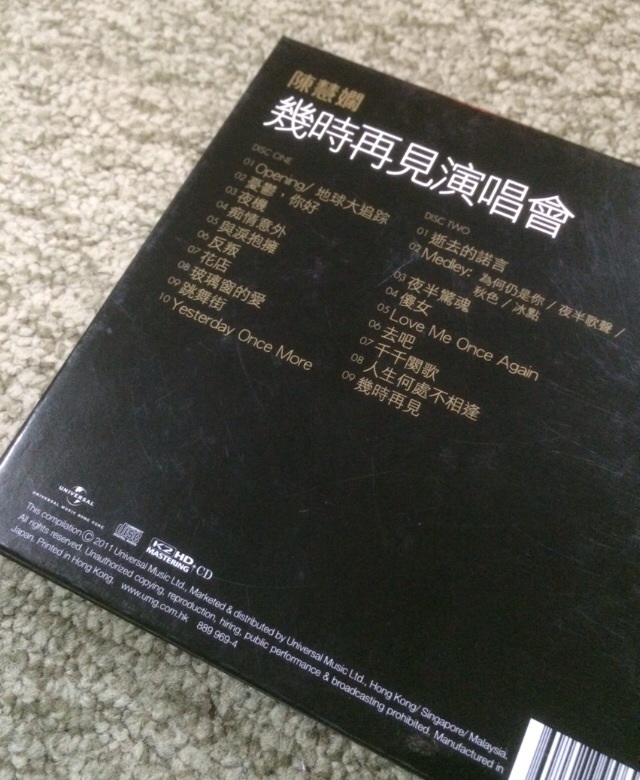 陳慧嫻
幾時再見演唱會
DISC ONE
01 Opening/ 地球大追踪
02 憂鬱：你好
03 夜機
04 痴情意外
05 與淚抱擁
06 反叛
07 花店
08 玻璃窗的愛
09 跳舞街
10 Yesterday Once More
DISC TWO
01 逝去的諾言
02 Medley: 為何仍是你 / 夜半歌聲 /
秋色 / 冰點
03 夜半驚魂
04 傻女
05 Love Me Once Again
06 去吧
07 千千闋歌
08 人生何處不相逢
09 幾時再見
UNIVERSAL
UNIVERSAL MUSIC HONG KONG
K2HD MASTERING CD
This compilation Ⓒ 2011 Universal Music Ltd., Marketed & distributed by Universal Music Ltd., Hong Kong/ Singapore/ Malaysia.
All rights reserved. Unauthorized copying, reproduction, hiring, public performance & broadcasting prohibited. Manufactured in
Japan, Printed in Hong Kong. www.umg.com.hk 889 969-4